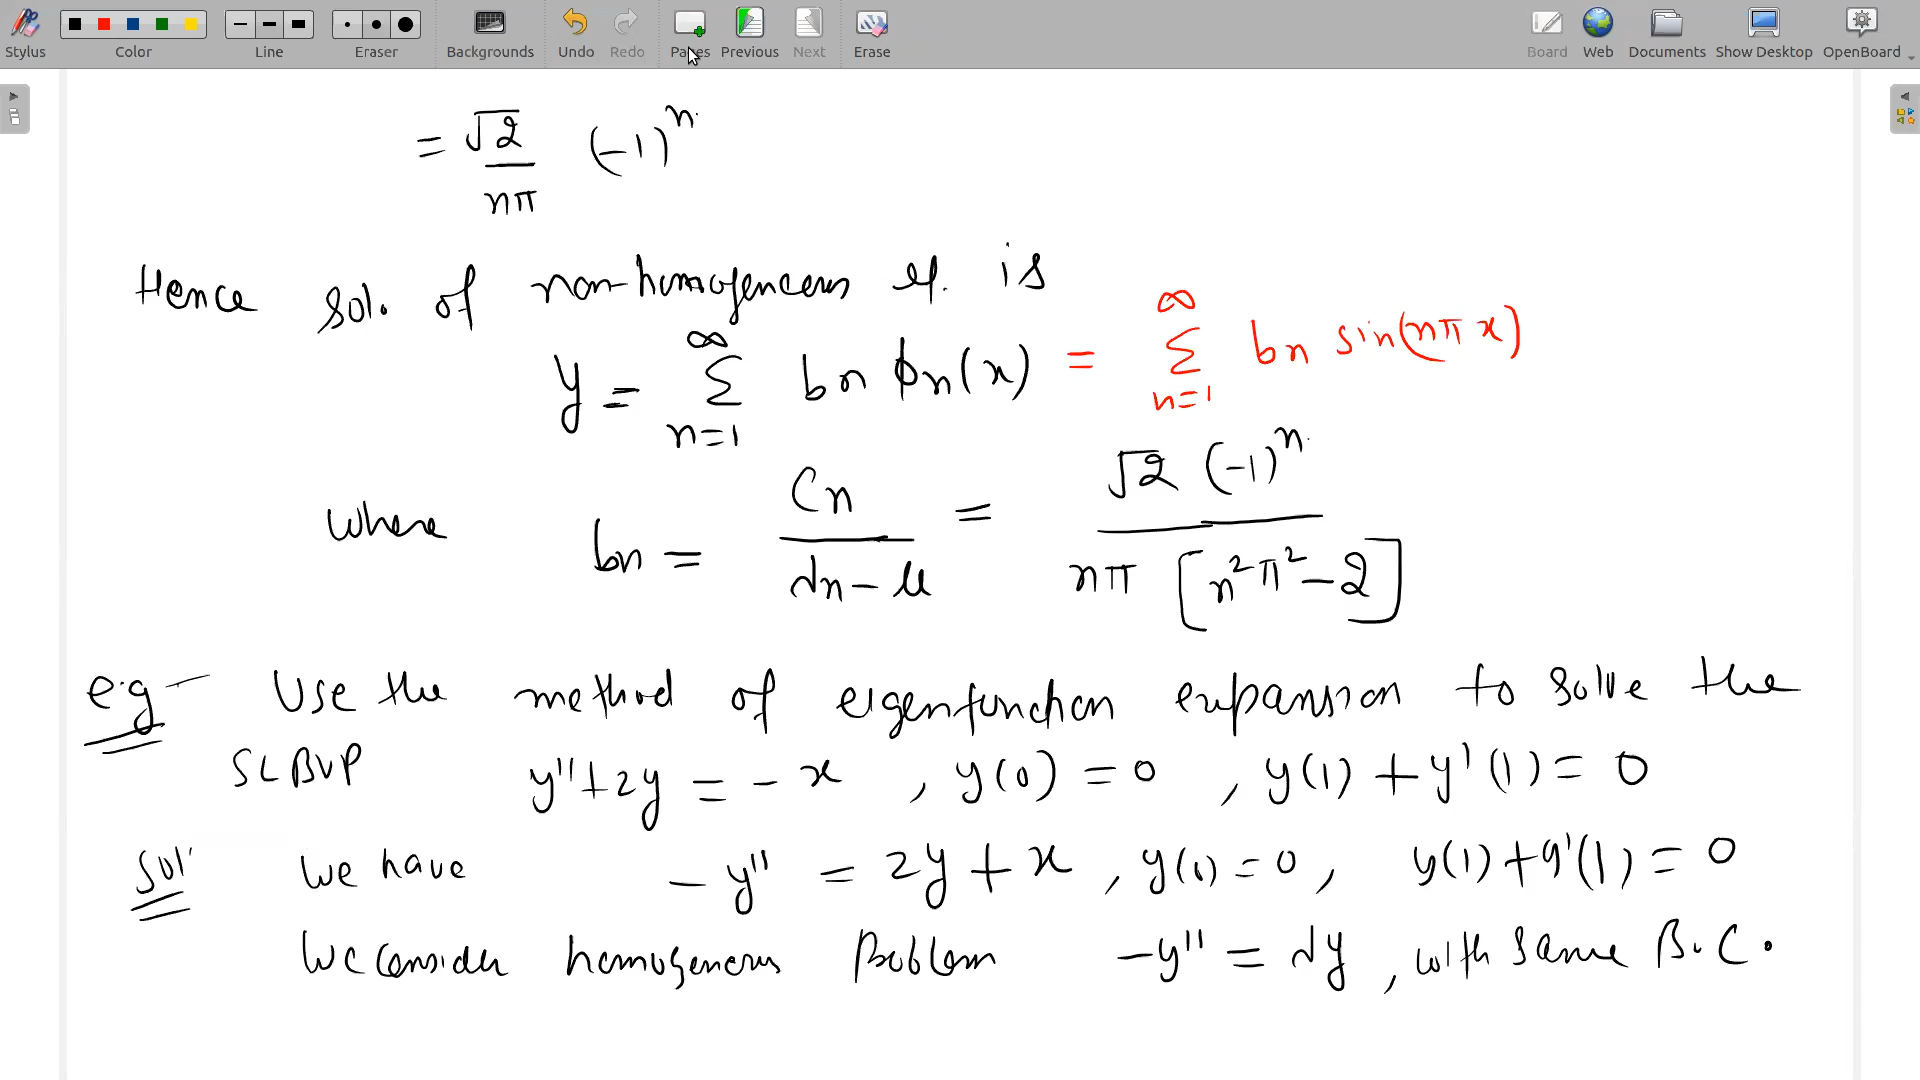 Stylus Color Line Eraser Backgrounds Undo Redo Pages Previous Next Erase Board Web Documents Show Desktop OpenBoard
= √2/nπ (-1)^n
Hence sol. of non-homogeneous eq. is
y = ∑_{n=1}^{∞} bn ϕn(x) = ∑_{n=1}^{∞} bn sin(nπx)
where bn = Cn/(λn - μ) = √2 (-1)^n / nπ [n²π² - 2]
e.g - Use the method of eigenfunction expansion to solve the
SLBVP y'' + 2y = - x , y(0) = 0 , y(1) + y'(1) = 0
Sol' We have - y'' = 2y + x , y(0) = 0 , y(1) + y'(1) = 0
We consider homogenous Problem - y'' = λy , with same B.C.